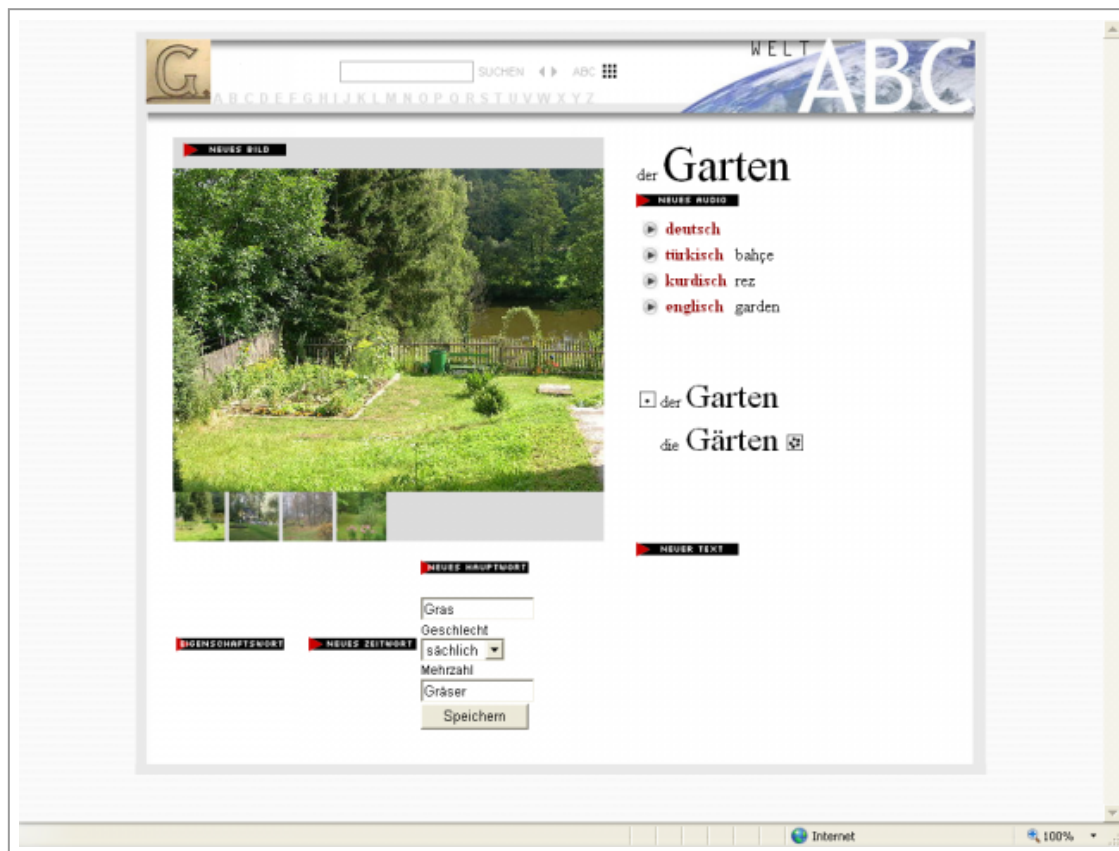 WELT
ABC
G.
SUCHEN ABC
A B C D E F G H I J K L M N O P Q R S T U V W X Y Z
NEUES BILD
der Garten
NEUES AUDIO
deutsch
türkisch bahçe
kurdisch rez
englisch garden
der Garten
die Gärten
NEUER TEXT
NEUES HAUPTWORT
Gras
Geschlecht
EIGENSCHAFTSWORT
NEUES ZEITWORT
sächlich
Mehrzahl
Gräser
Speichern
Internet
100%